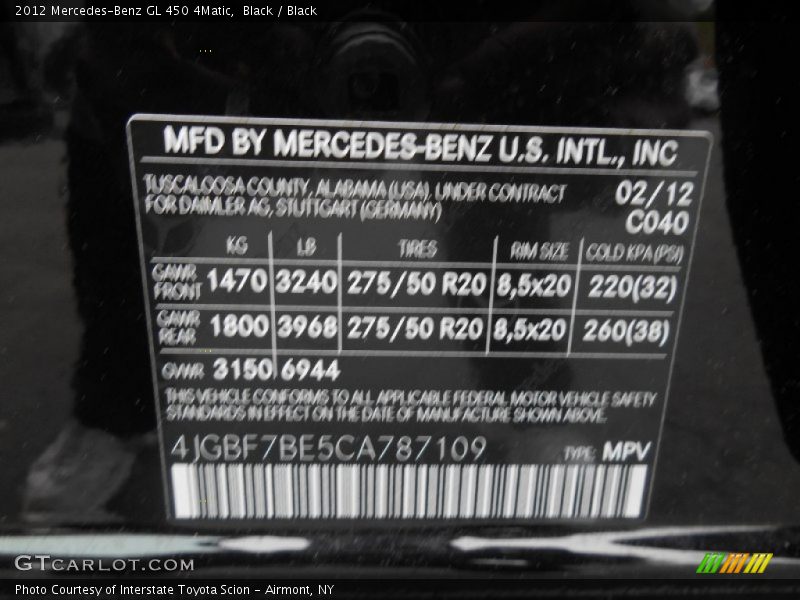 2012 Mercedes-Benz GL 450 4Matic, Black / Black
MFD BY MERCEDES-BENZ U.S. INTL., INC
TUSCALOOSA COUNTY, ALABAMA (USA), UNDER CONTRACT 02/12
FOR DAIMLER AG, STUTTGART (GERMANY) C040
KG LB TIRES RIM SIZE COLD KPA (PSI)
GAWR FRONT 1470 3240 275/50 R20 8,5x20 220(32)
GAWR REAR 1800 3968 275/50 R20 8,5x20 260(38)
GVWR 3150 6944
THIS VEHICLE CONFORMS TO ALL APPLICABLE FEDERAL MOTOR VEHICLE SAFETY
STANDARDS IN EFFECT ON THE DATE OF MANUFACTURE SHOWN ABOVE.
4JGBF7BE5CA787109 TYPE: MPV
GTCARLOT.COM
Photo Courtesy of Interstate Toyota Scion - Airmont, NY